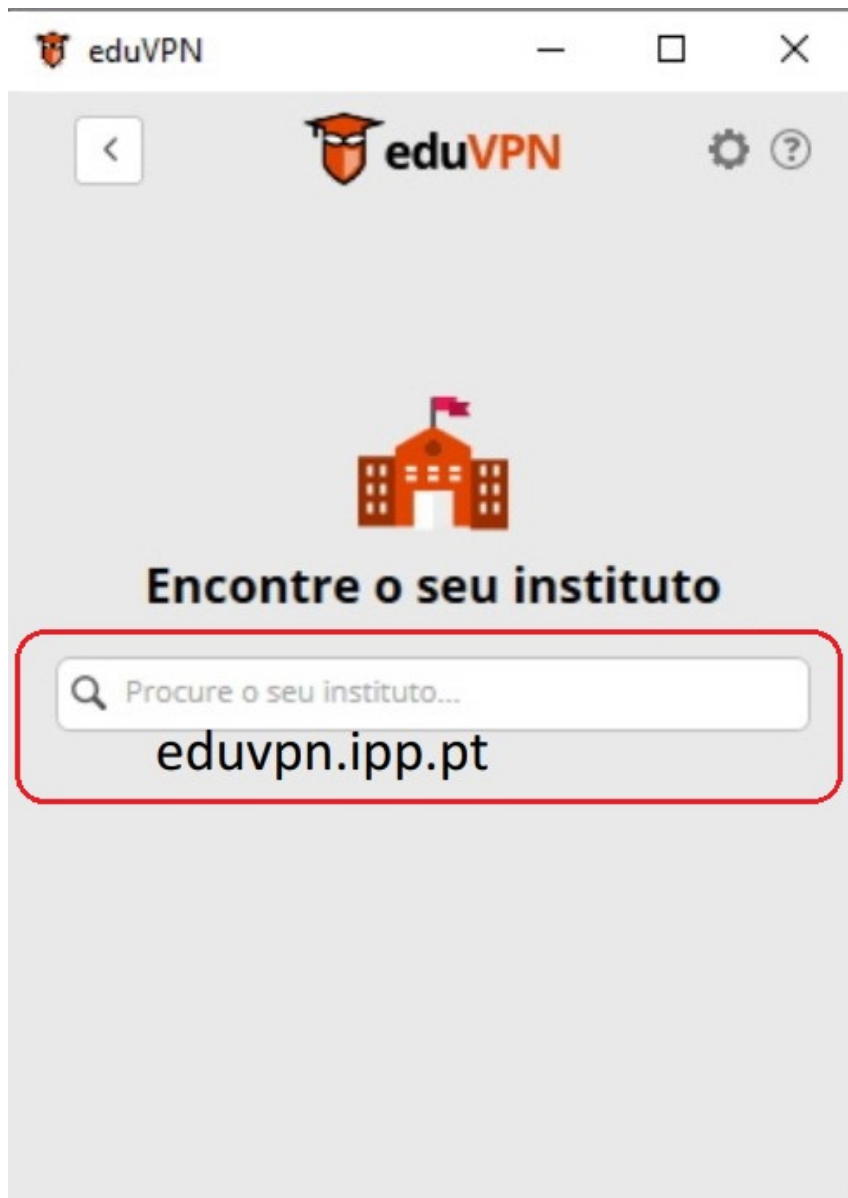 eduVPN
eduVPN
Encontre o seu instituto
Procure o seu instituto...
eduvpn.ipp.pt